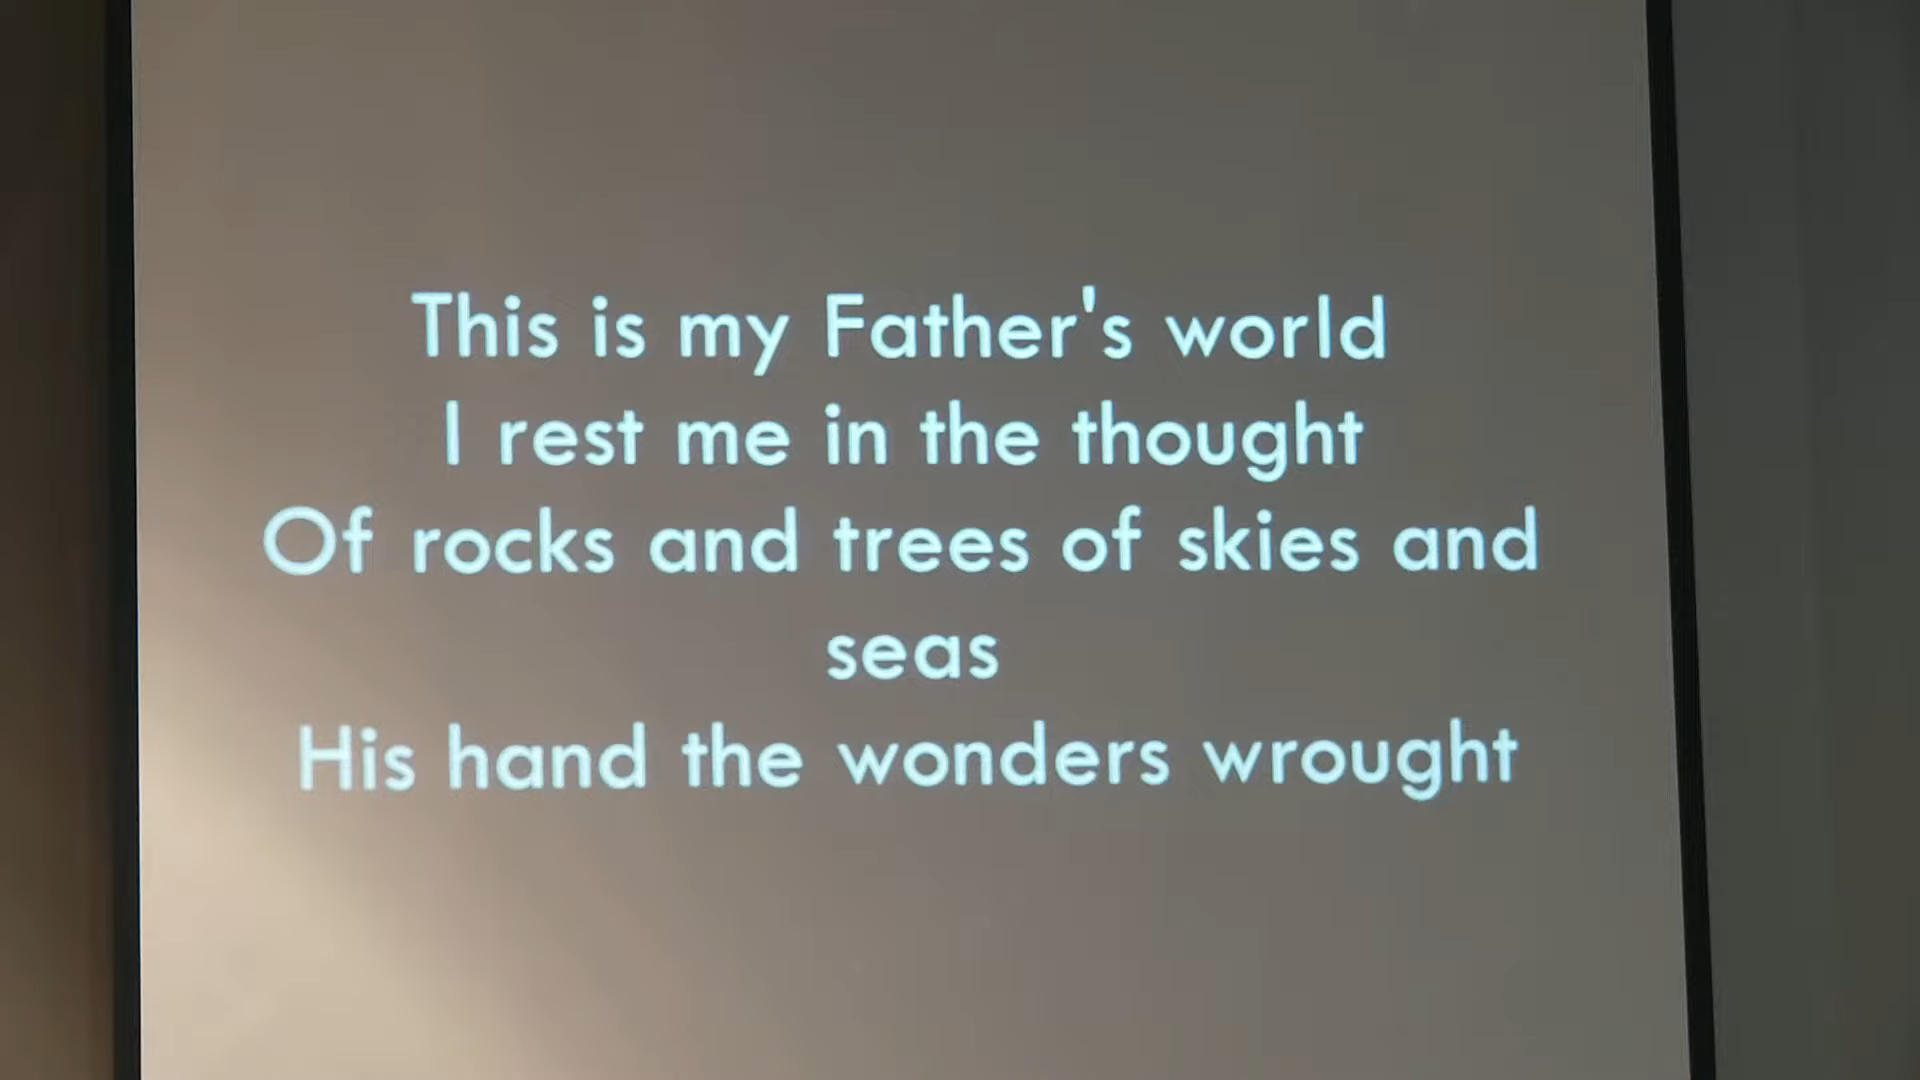 This is my Father's world
I rest me in the thought
Of rocks and trees of skies and
seas
His hand the wonders wrought